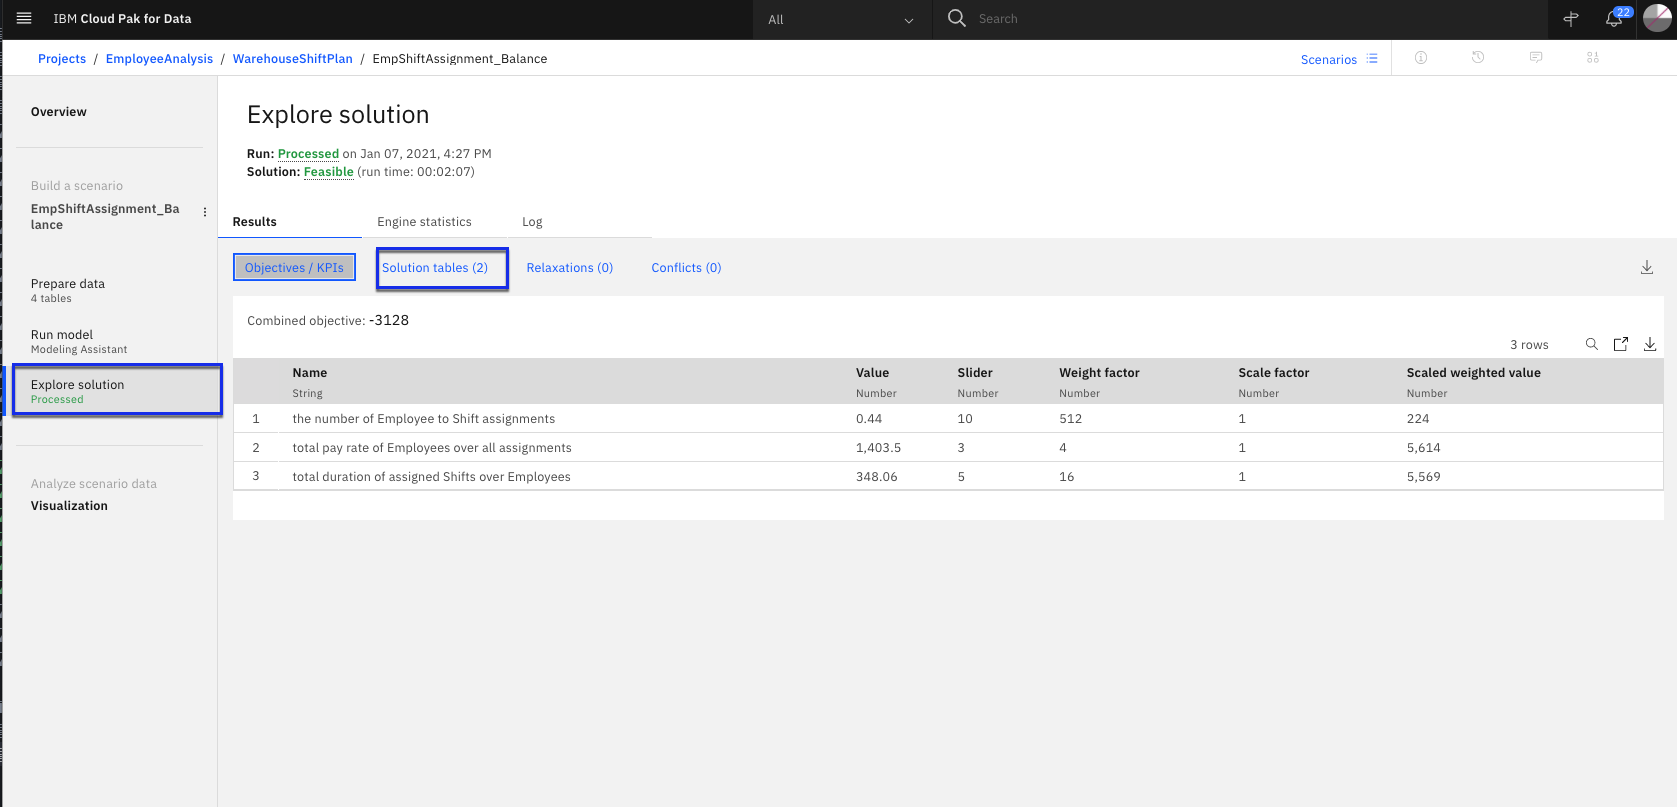 IBM Cloud Pak for Data
All
Search
22
Projects / EmployeeAnalysis / WarehouseShiftPlan / EmpShiftAssignment_Balance
Scenarios
Overview
Build a scenario
EmpShiftAssignment_Ba
lance
Prepare data
4 tables
Run model
Modeling Assistant
Explore solution
Processed
Analyze scenario data
Visualization
Explore solution
Run: Processed on Jan 07, 2021, 4:27 PM
Solution: Feasible (run time: 00:02:07)
Results Engine statistics Log
Objectives / KPIs Solution tables (2) Relaxations (0) Conflicts (0)
Combined objective: -3128
3 rows
Name Value Slider Weight factor Scale factor Scaled weighted value
String Number Number Number Number Number
1 the number of Employee to Shift assignments 0.44 10 512 1 224
2 total pay rate of Employees over all assignments 1,403.5 3 4 1 5,614
3 total duration of assigned Shifts over Employees 348.06 5 16 1 5,569